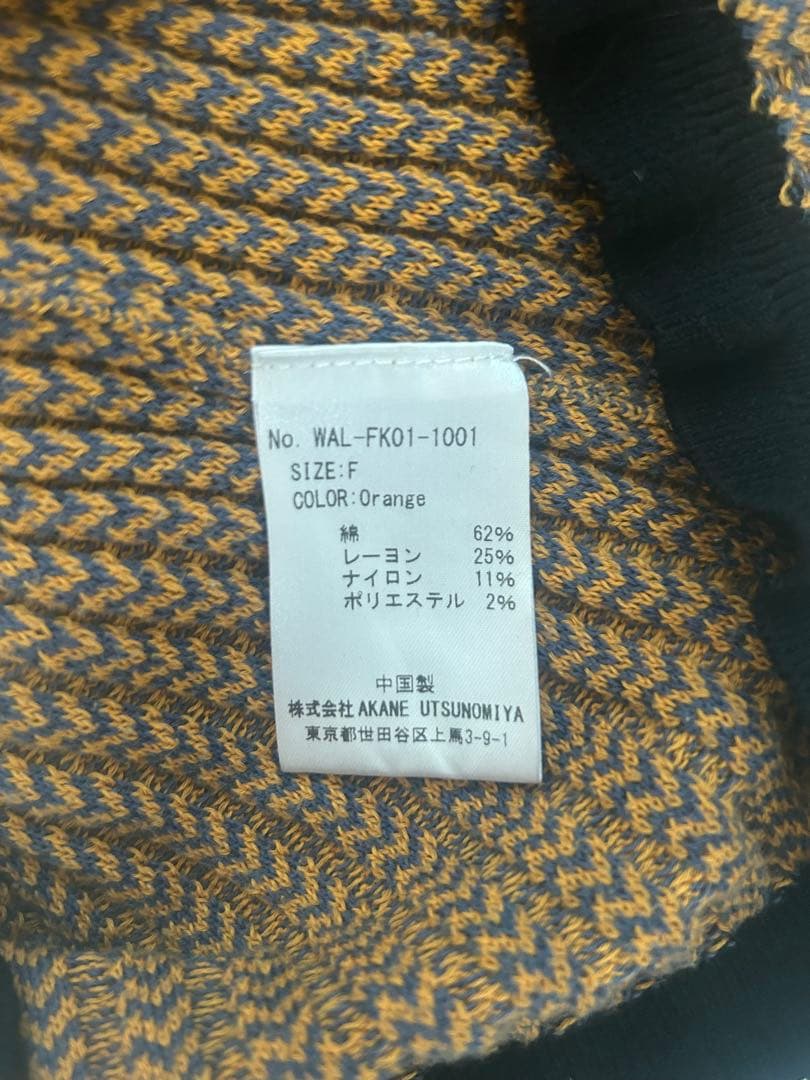 No. WAL-FK01-1001
SIZE:F
COLOR:Orange
綿 62%
レーヨン 25%
ナイロン 11%
ポリエステル 2%
中国製
株式会社AKANE UTSUNOMIYA
東京都世田谷区上馬3-9-1